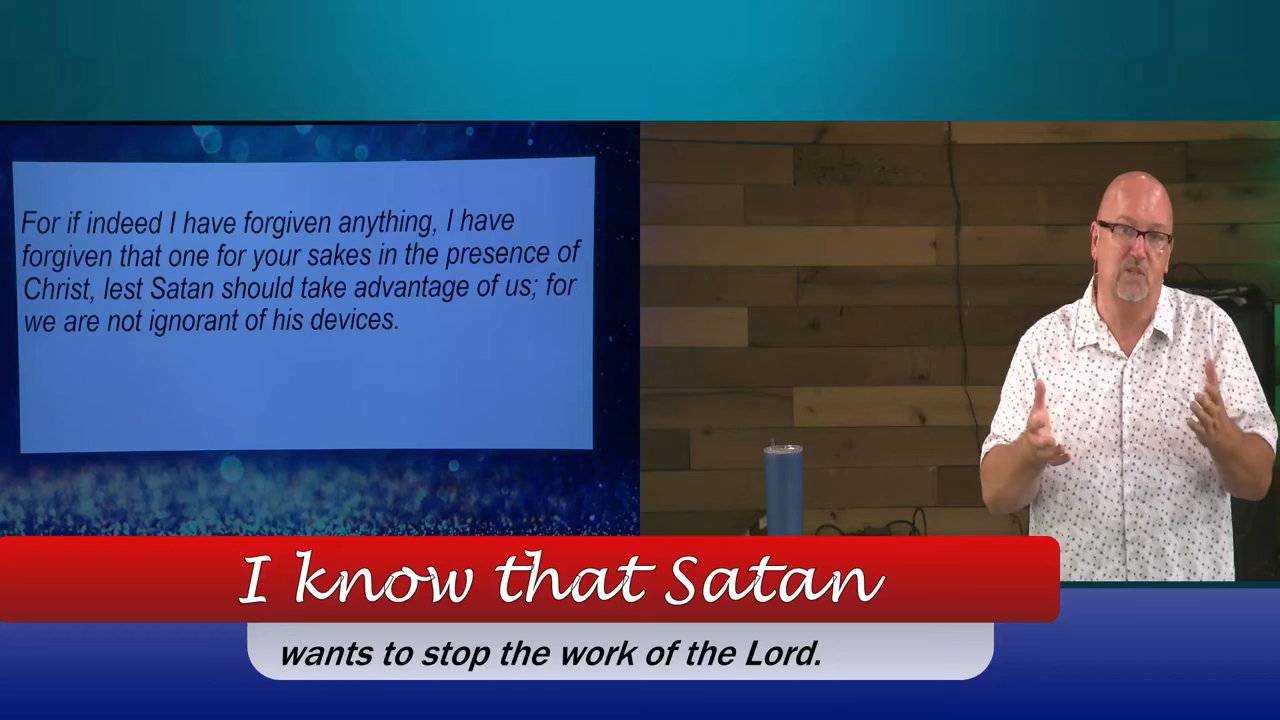 For if indeed I have forgiven anything, I have
forgiven that one for your sakes in the presence of
Christ, lest Satan should take advantage of us; for
we are not ignorant of his devices.
I know that Satan
wants to stop the work of the Lord.